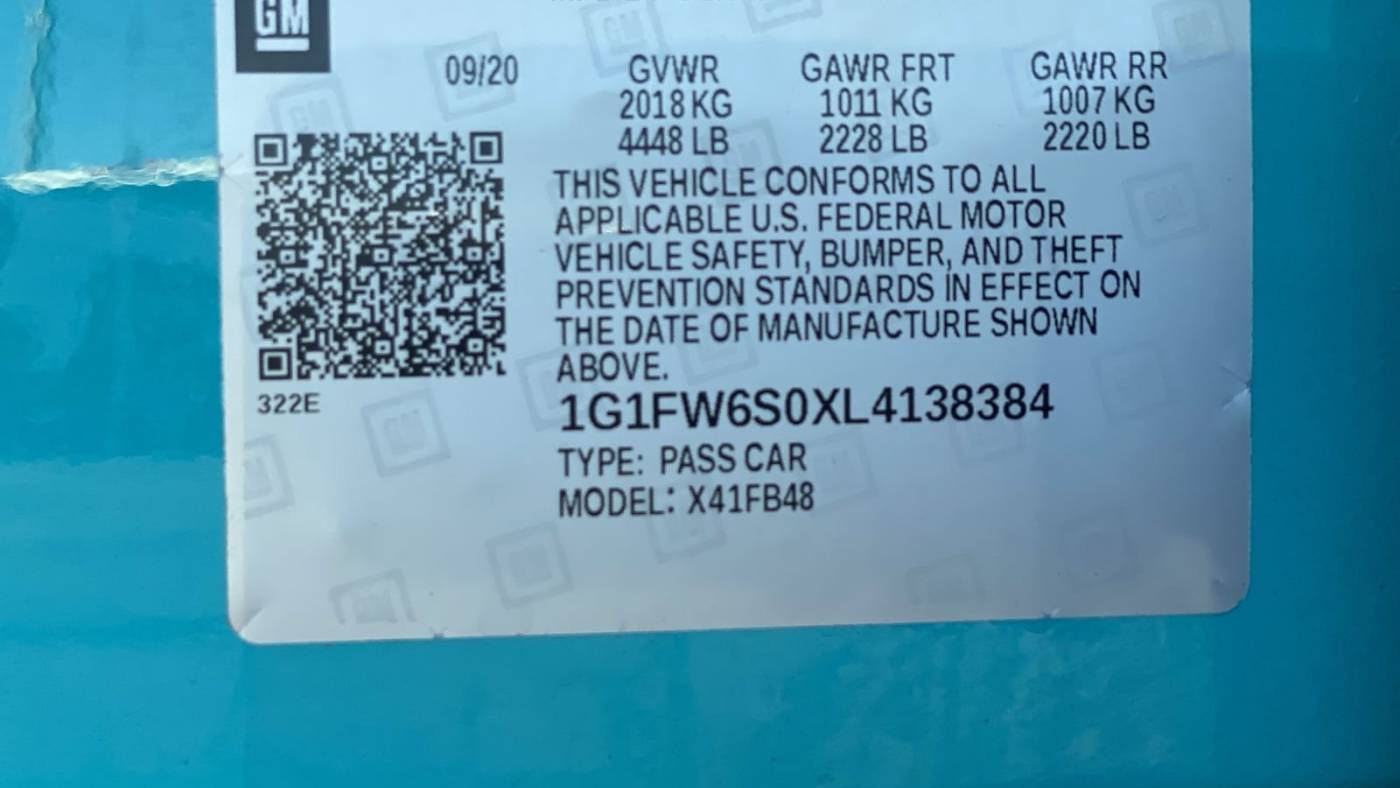 GM
09/20 GVWR GAWR FRT GAWR RR
2018 KG 1011 KG 1007 KG
4448 LB 2228 LB 2220 LB
THIS VEHICLE CONFORMS TO ALL
APPLICABLE U.S. FEDERAL MOTOR
VEHICLE SAFETY, BUMPER, AND THEFT
PREVENTION STANDARDS IN EFFECT ON
THE DATE OF MANUFACTURE SHOWN
ABOVE.
322E
1G1FW6S0XL4138384
TYPE: PASS CAR
MODEL: X41FB48